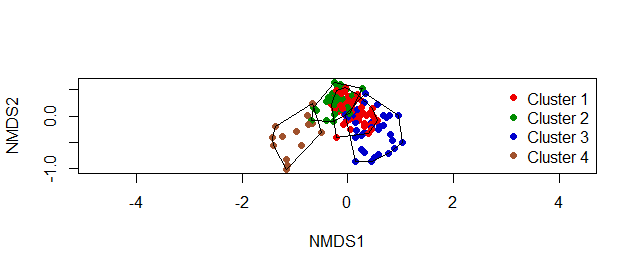 NMDS2
0.0
-1.0
Cluster 1
Cluster 2
Cluster 3
Cluster 4
-4 -2 0 2 4
NMDS1